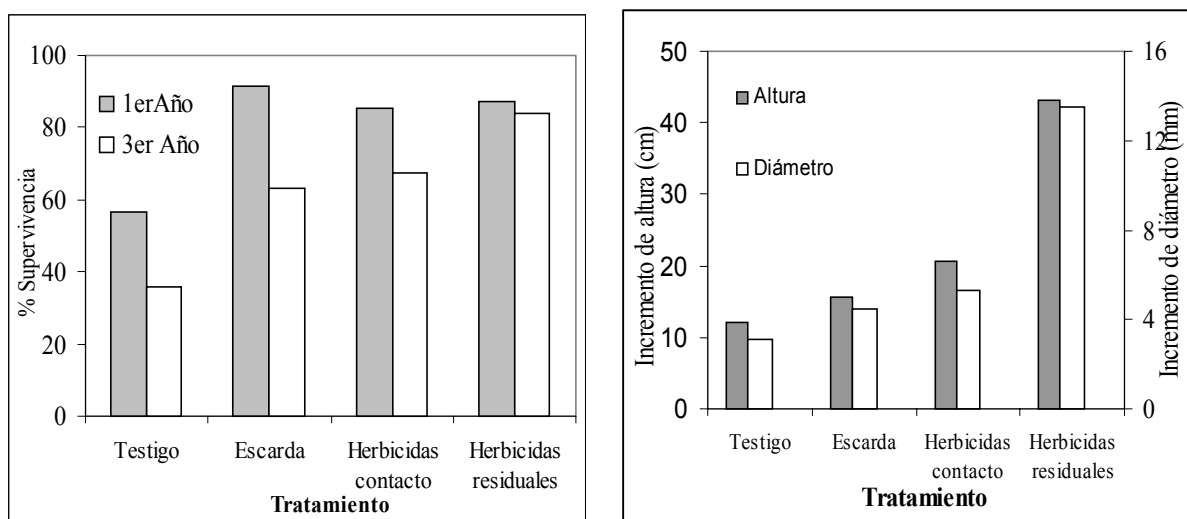 100
80
60
40
20
0
% Supervivencia
1erAño
3er Año
Testigo
Escarda
Herbicidas
contacto
Herbicidas
residuales
Tratamiento
50
40
30
20
10
0
Incremento de altura (cm)
Altura
Diámetro
16
12
8
4
0
Incremento de diámetro (mm)
Testigo
Escarda
Herbicidas
contacto
Herbicidas
residuales
Tratamiento